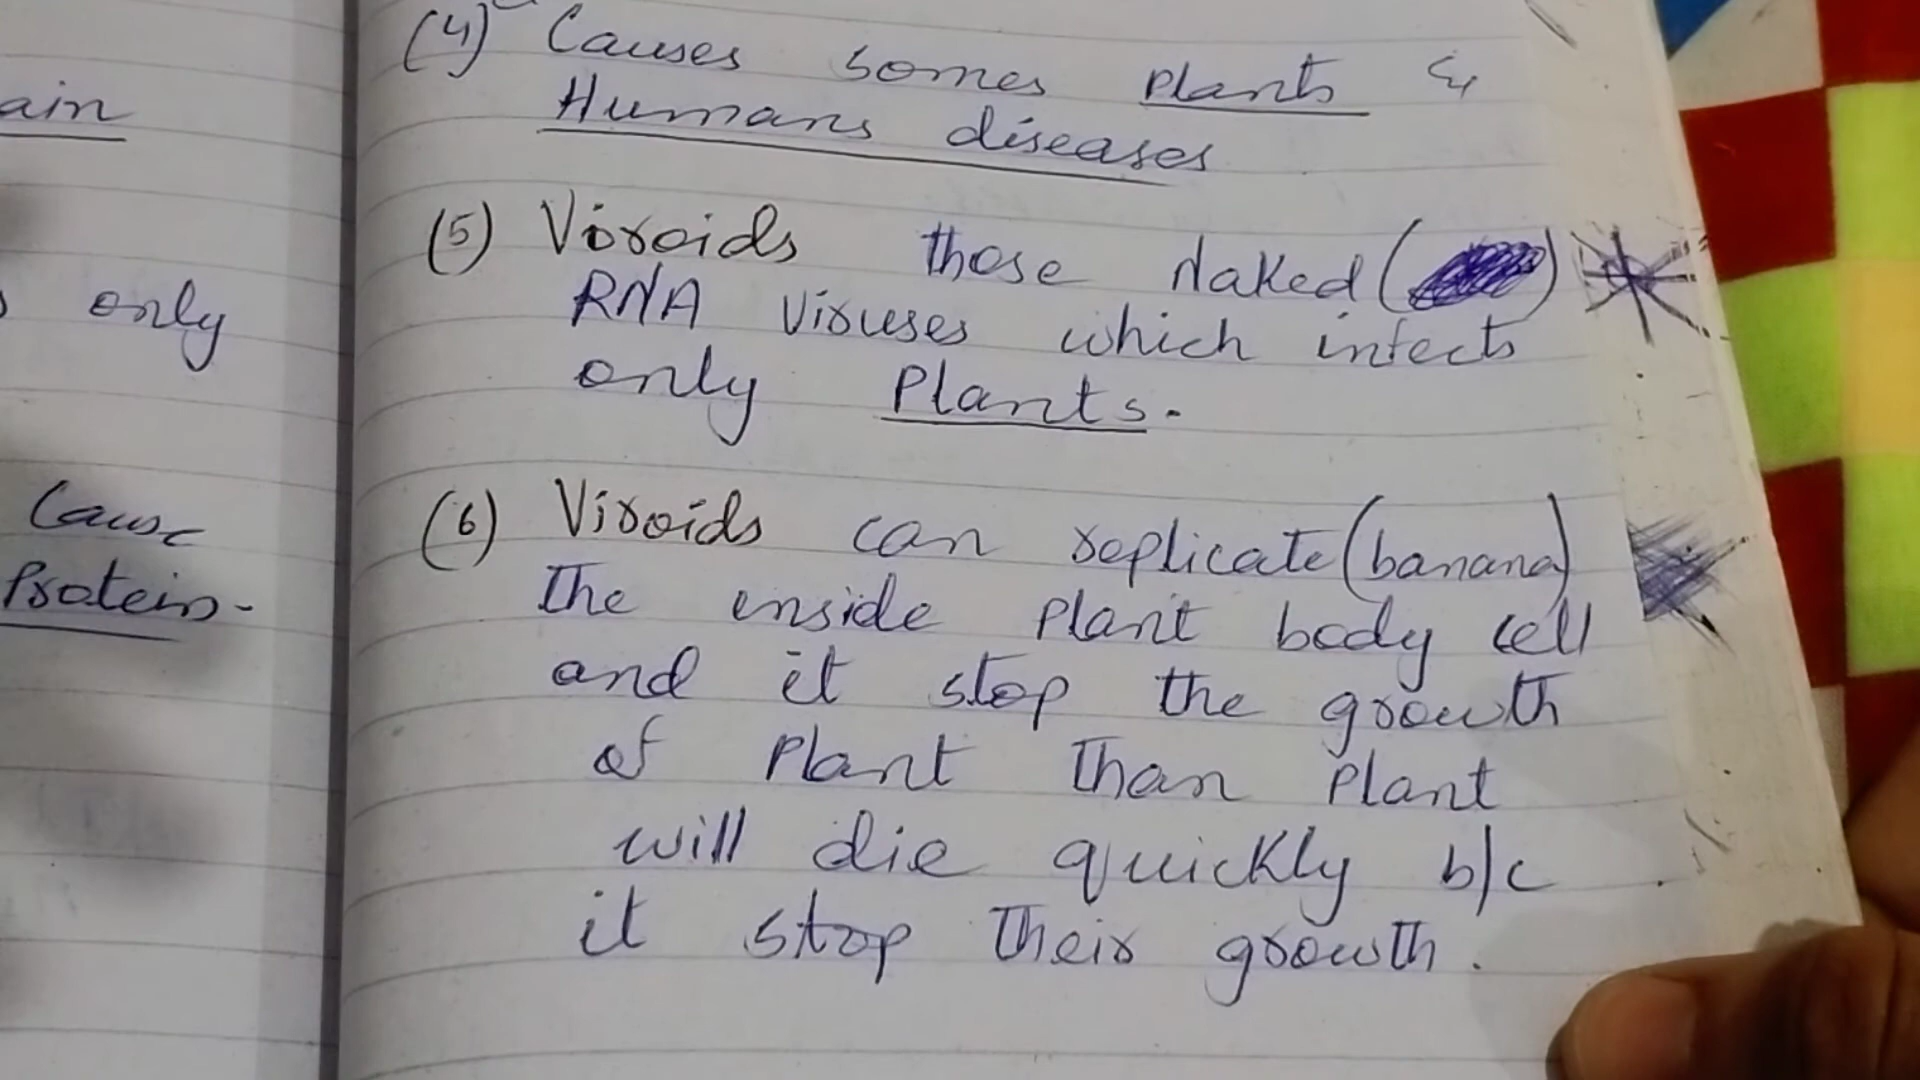 ain
only
Cause
Protein-
(4) Causes somes plants &
Humans diseases
(5) Viroids those Naked ( )
RNA Viruses which infects
only Plants.
(6) Viroids can replicate (banana)
The inside plant body cell
and it stop the growth
of Plant Than Plant
will die quickly b/c
it stop Their growth.